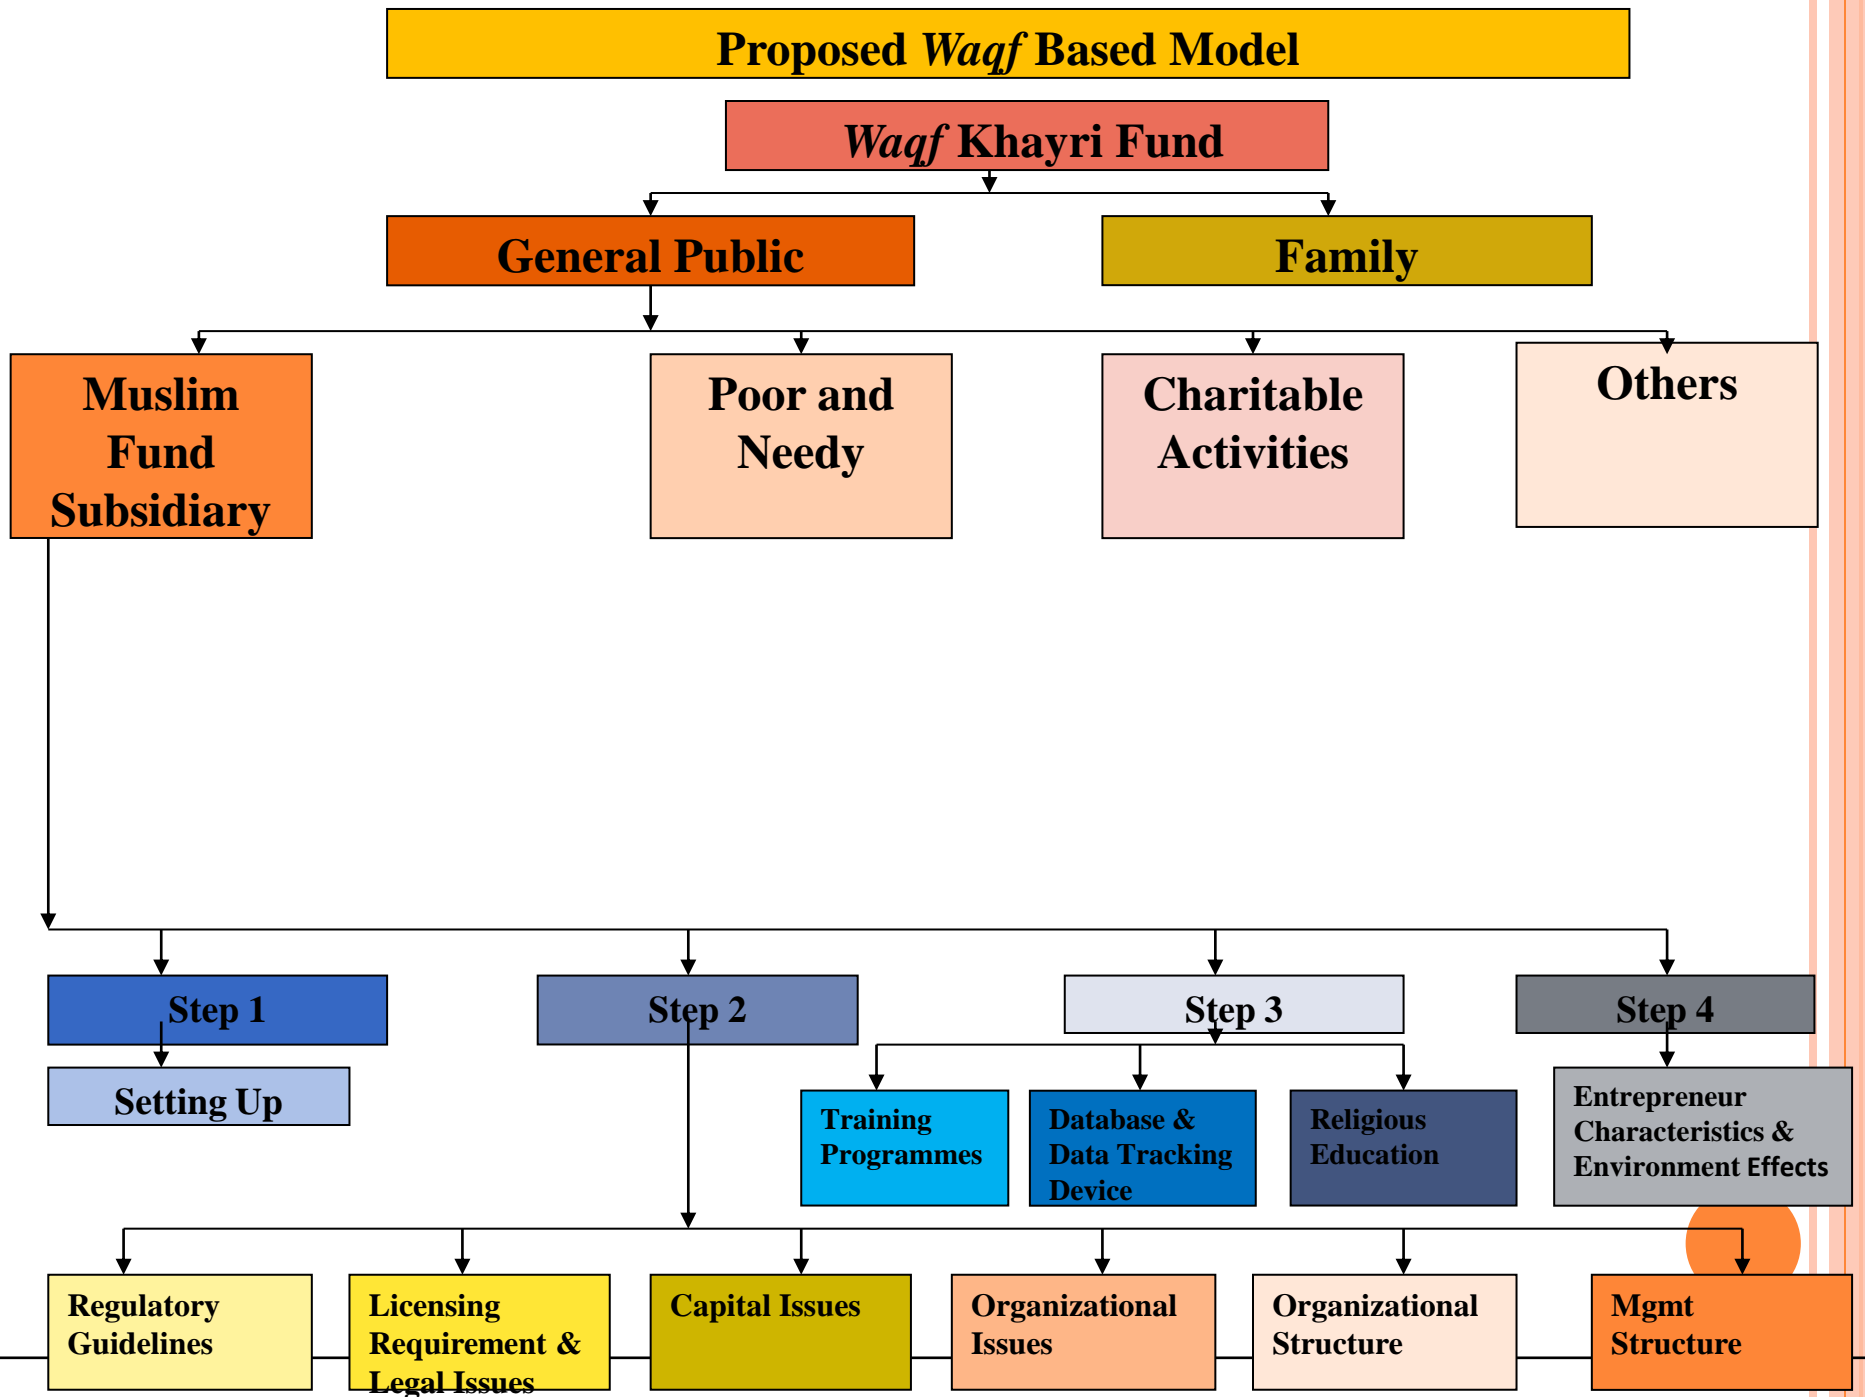 Proposed Waqf Based Model
Waqf Khayri Fund
General Public
Family
Muslim
Fund
Subsidiary
Poor and
Needy
Charitable
Activities
Others
Step 1
Step 2
Step 3
Step 4
Setting Up
Training
Programmes
Database &
Data Tracking
Device
Religious
Education
Entrepreneur
Characteristics &
Environment Effects
Regulatory
Guidelines
Licensing
Requirement &
Legal Issues
Capital Issues
Organizational
Issues
Organizational
Structure
Mgmt
Structure